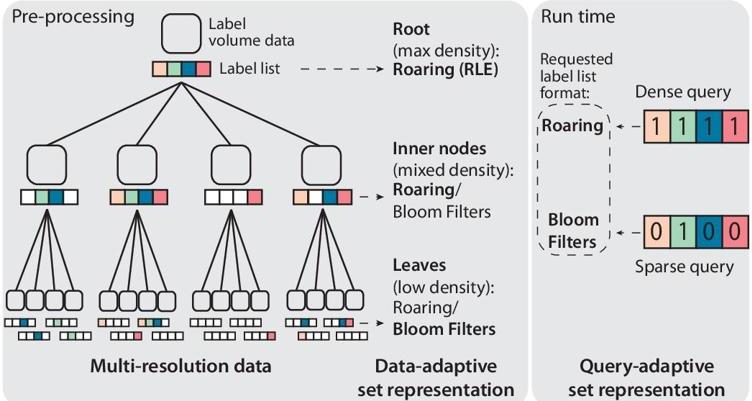 Pre-processing
Label
volume data
Label list
Root
(max density):
Roaring (RLE)
Inner nodes
(mixed density):
Roaring/
Bloom Filters
Leaves
(low density):
Roaring/
Bloom Filters
Multi-resolution data
Data-adaptive
set representation
Run time
Requested
label list
format:
Dense query
Roaring
1 1 1 1
Bloom
Filters
0 1 0 0
Sparse query
Query-adaptive
set representation